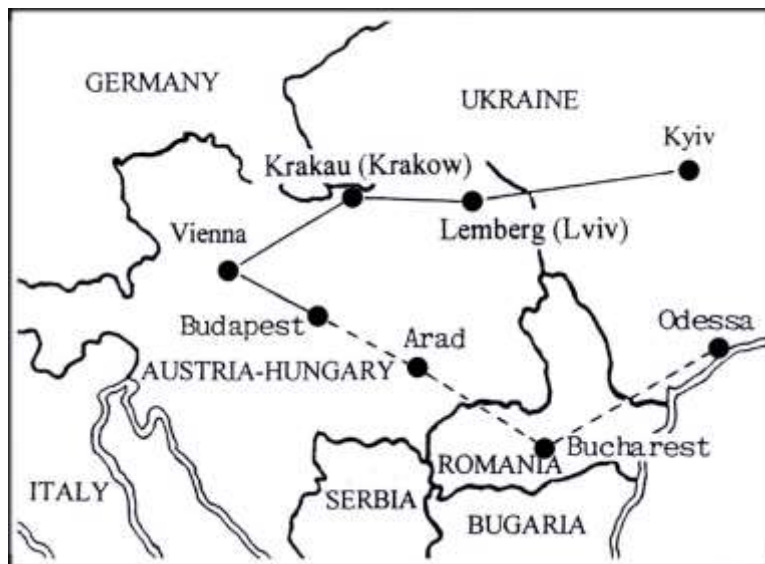 GERMANY
UKRAINE
Kyiv
Krakau (Krakow)
Lemberg (Lviv)
Vienna
Budapest
Arad
Odessa
AUSTRIA-HUNGARY
Bucharest
ROMANIA
ITALY
SERBIA
BUGARIA